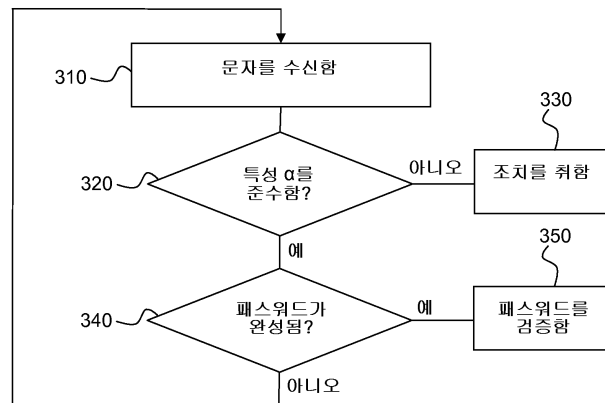 310
문자를 수신함
330
320
특성 α를
준수함?
아니오
조치를 취함
예
350
340
패스워드가
완성됨?
예
패스워드를
검증함
아니오